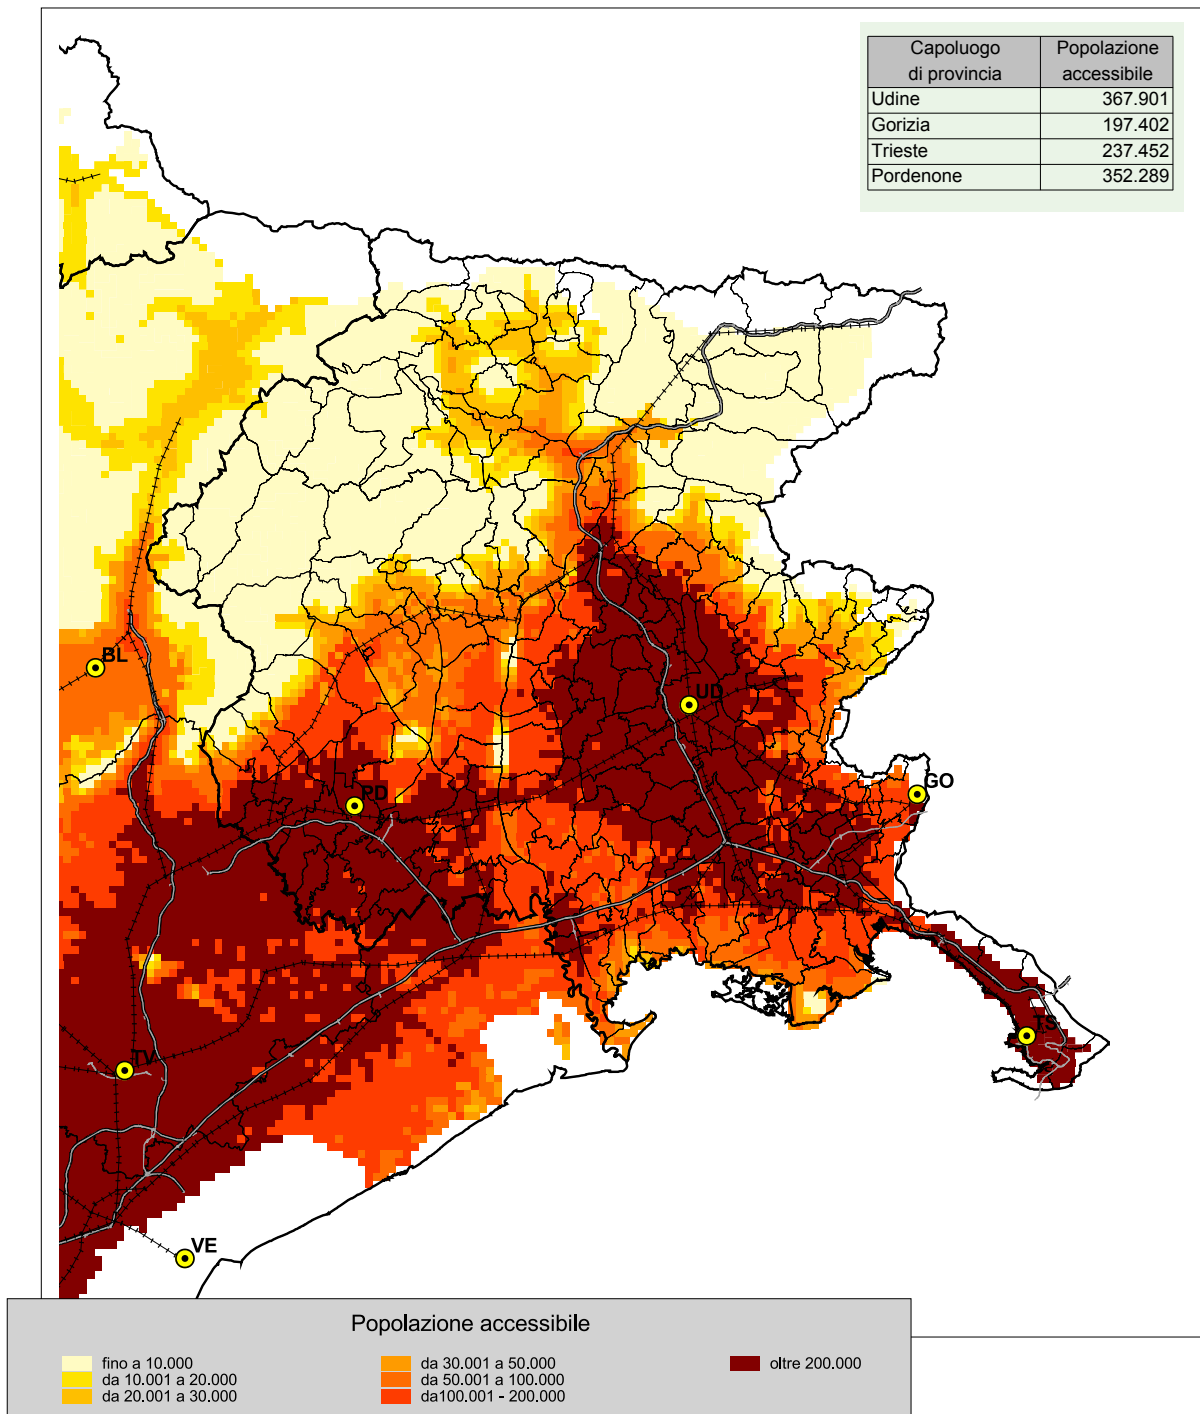 Capoluogo
di provincia
Popolazione
accessibile
Udine 367.901
Gorizia 197.402
Trieste 237.452
Pordenone 352.289
BL
UD
PD
GO
TS
TV
VE
Popolazione accessibile
fino a 10.000
da 10.001 a 20.000
da 20.001 a 30.000
da 30.001 a 50.000
da 50.001 a 100.000
da100.001 - 200.000
oltre 200.000